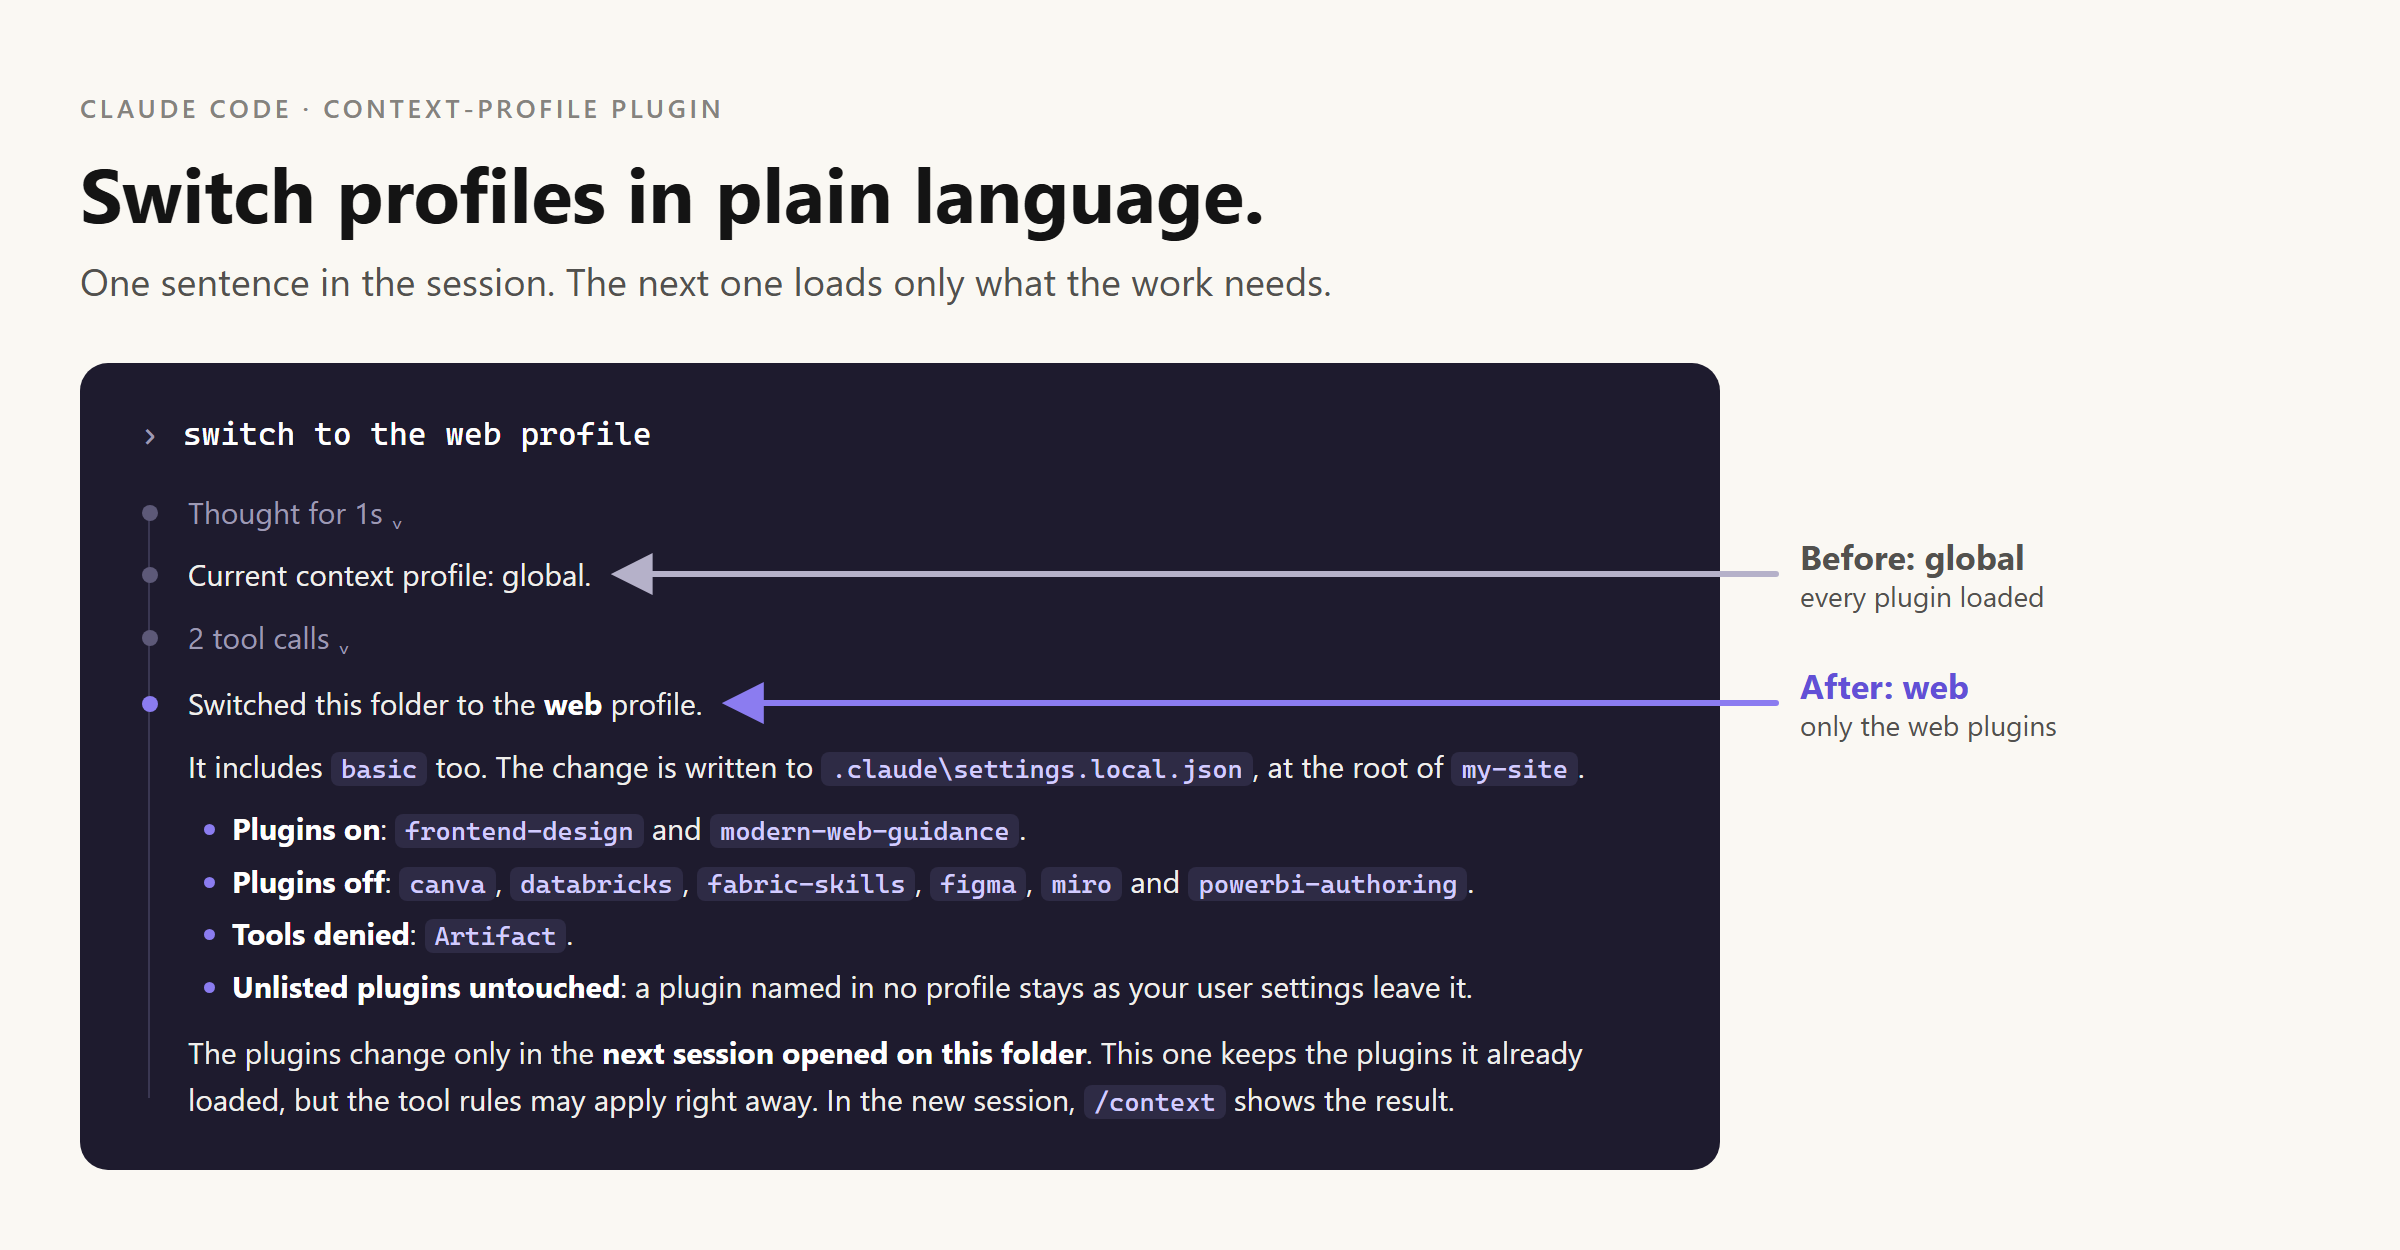 CLAUDE CODE · CONTEXT-PROFILE PLUGIN
Switch profiles in plain language.
One sentence in the session. The next one loads only what the work needs.
› switch to the web profile
Thought for 1s ˅
Current context profile: global.
Before: global
every plugin loaded
2 tool calls ˅
Switched this folder to the web profile.
After: web
only the web plugins
It includes basic too. The change is written to .claude\settings.local.json, at the root of my-site.
• Plugins on: frontend-design and modern-web-guidance.
• Plugins off: canva, databricks, fabric-skills, figma, miro and powerbi-authoring.
• Tools denied: Artifact.
• Unlisted plugins untouched: a plugin named in no profile stays as your user settings leave it.
The plugins change only in the next session opened on this folder. This one keeps the plugins it already
loaded, but the tool rules may apply right away. In the new session, /context shows the result.